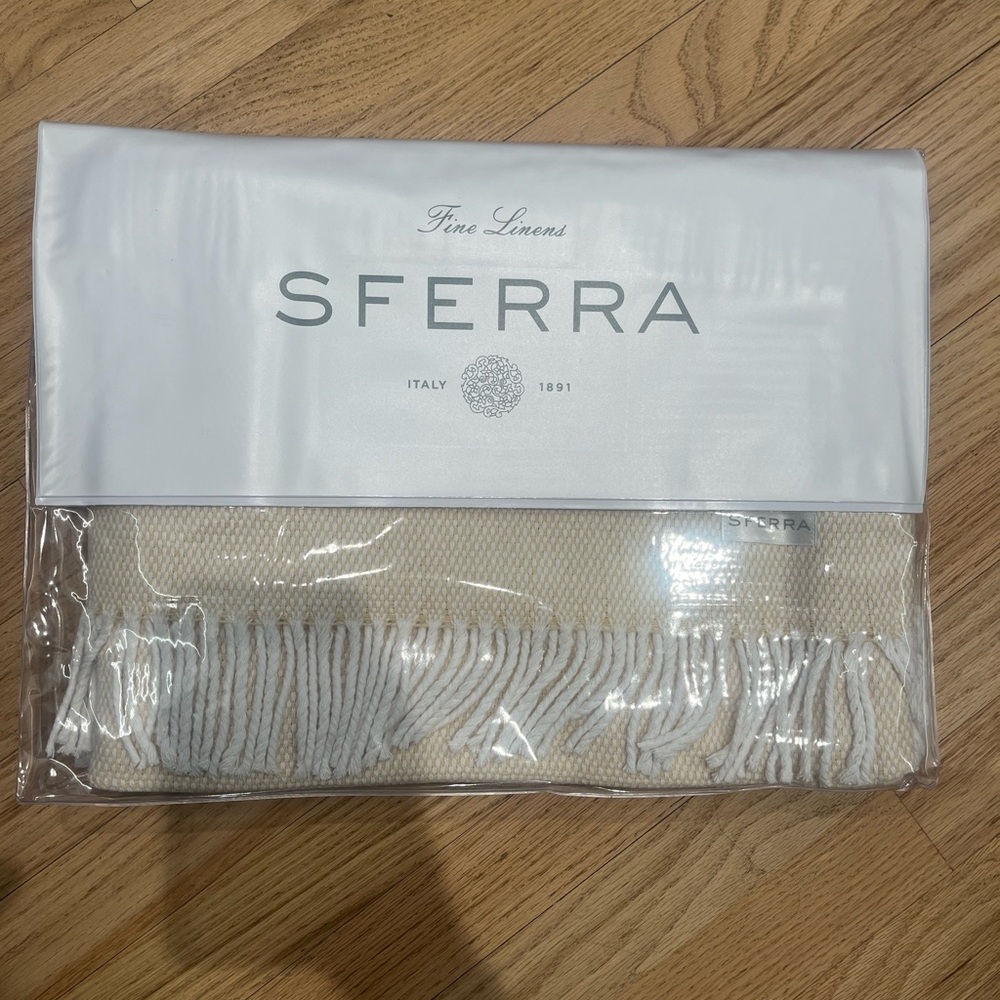 Fine Linens
SFERRA
ITALY 1891
SFERRA